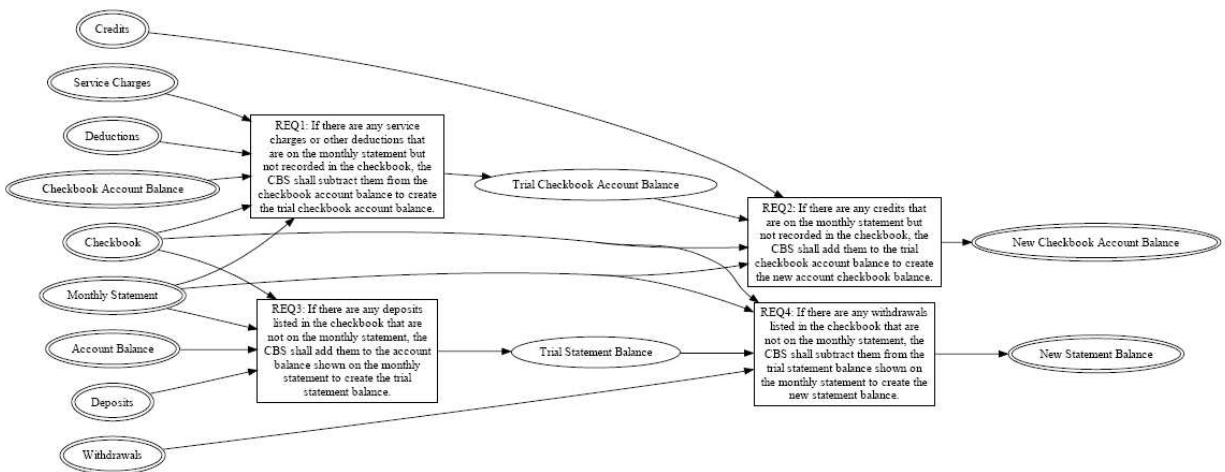 Credits
Service Charges
Deductions
Checkbook Account Balance
Checkbook
Monthly Statement
Account Balance
Deposits
Withdrawals
REQ1: If there are any service
charges or other deductions that
are on the monthly statement but
not recorded in the checkbook, the
CBS shall subtract them from the
checkbook account balance to create
the trial checkbook account balance.
REQ3: If there are any deposits
listed in the checkbook that are
not on the monthly statement, the
CBS shall add them to the account
balance shown on the monthly
statement to create the trial
statement balance.
Trial Checkbook Account Balance
Trial Statement Balance
REQ2: If there are any credits that
are on the monthly statement but
not recorded in the checkbook, the
CBS shall add them to the trial
checkbook account balance to create
the new account checkbook balance.
REQ4: If there are any withdrawals
listed in the checkbook that are
not on the monthly statement, the
CBS shall subtract them from the
trial statement balance shown on
the monthly statement to create the
new statement balance.
New Checkbook Account Balance
New Statement Balance